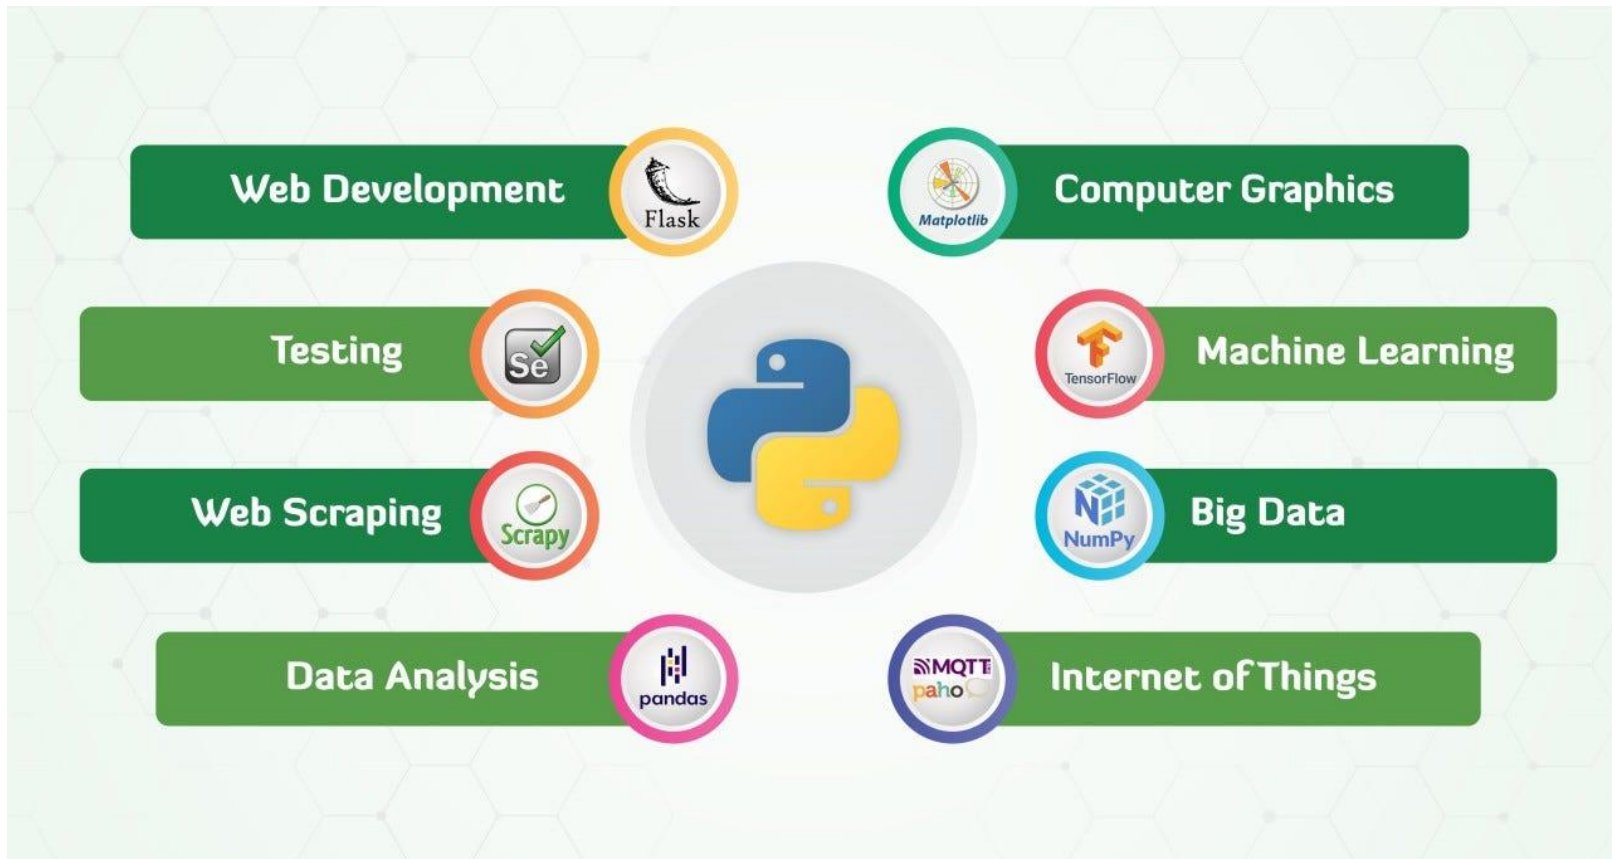 Web Development
Flask
Matplotlib
Computer Graphics
Testing
Se
TensorFlow
Machine Learning
Web Scraping
Scrapy
NumPy
Big Data
Data Analysis
pandas
MQTT
paho
Internet of Things